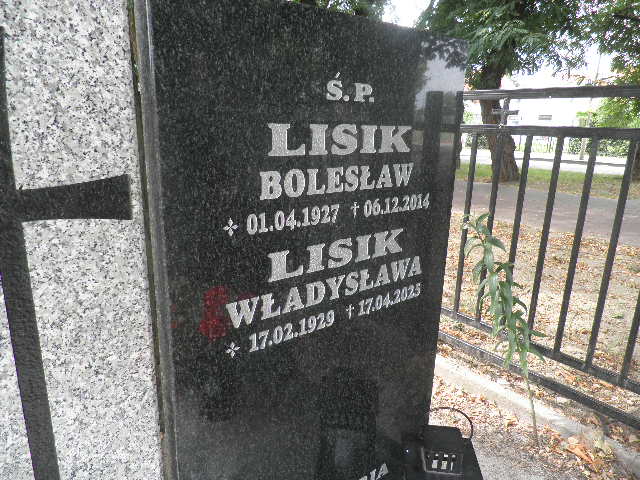 Ś.P.
LISIK
BOLESŁAW
01.04.1927 † 06.12.2014
LISIK
WŁADYSŁAWA
17.02.1929 † 17.04.2025